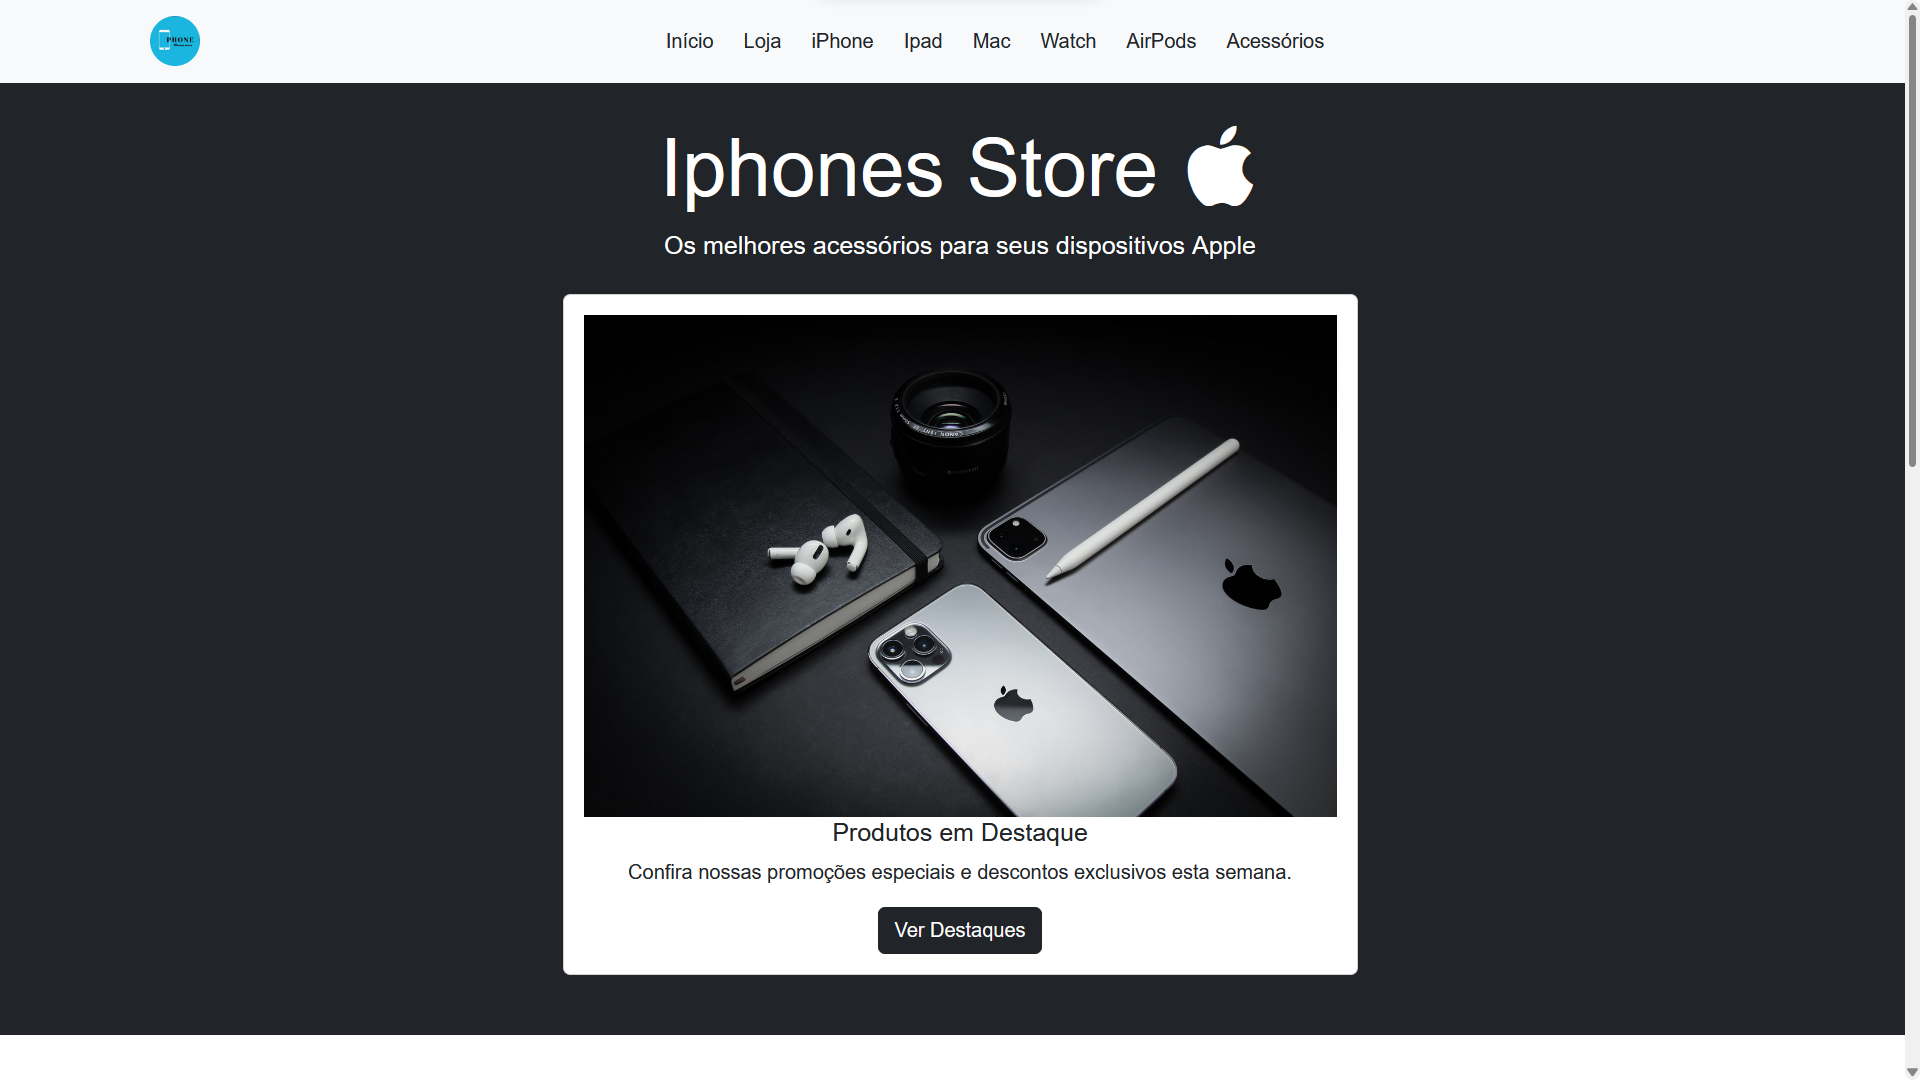 PHONE
Início Loja iPhone Ipad Mac Watch AirPods Acessórios
Iphones Store
Os melhores acessórios para seus dispositivos Apple
Produtos em Destaque
Confira nossas promoções especiais e descontos exclusivos esta semana.
Ver Destaques